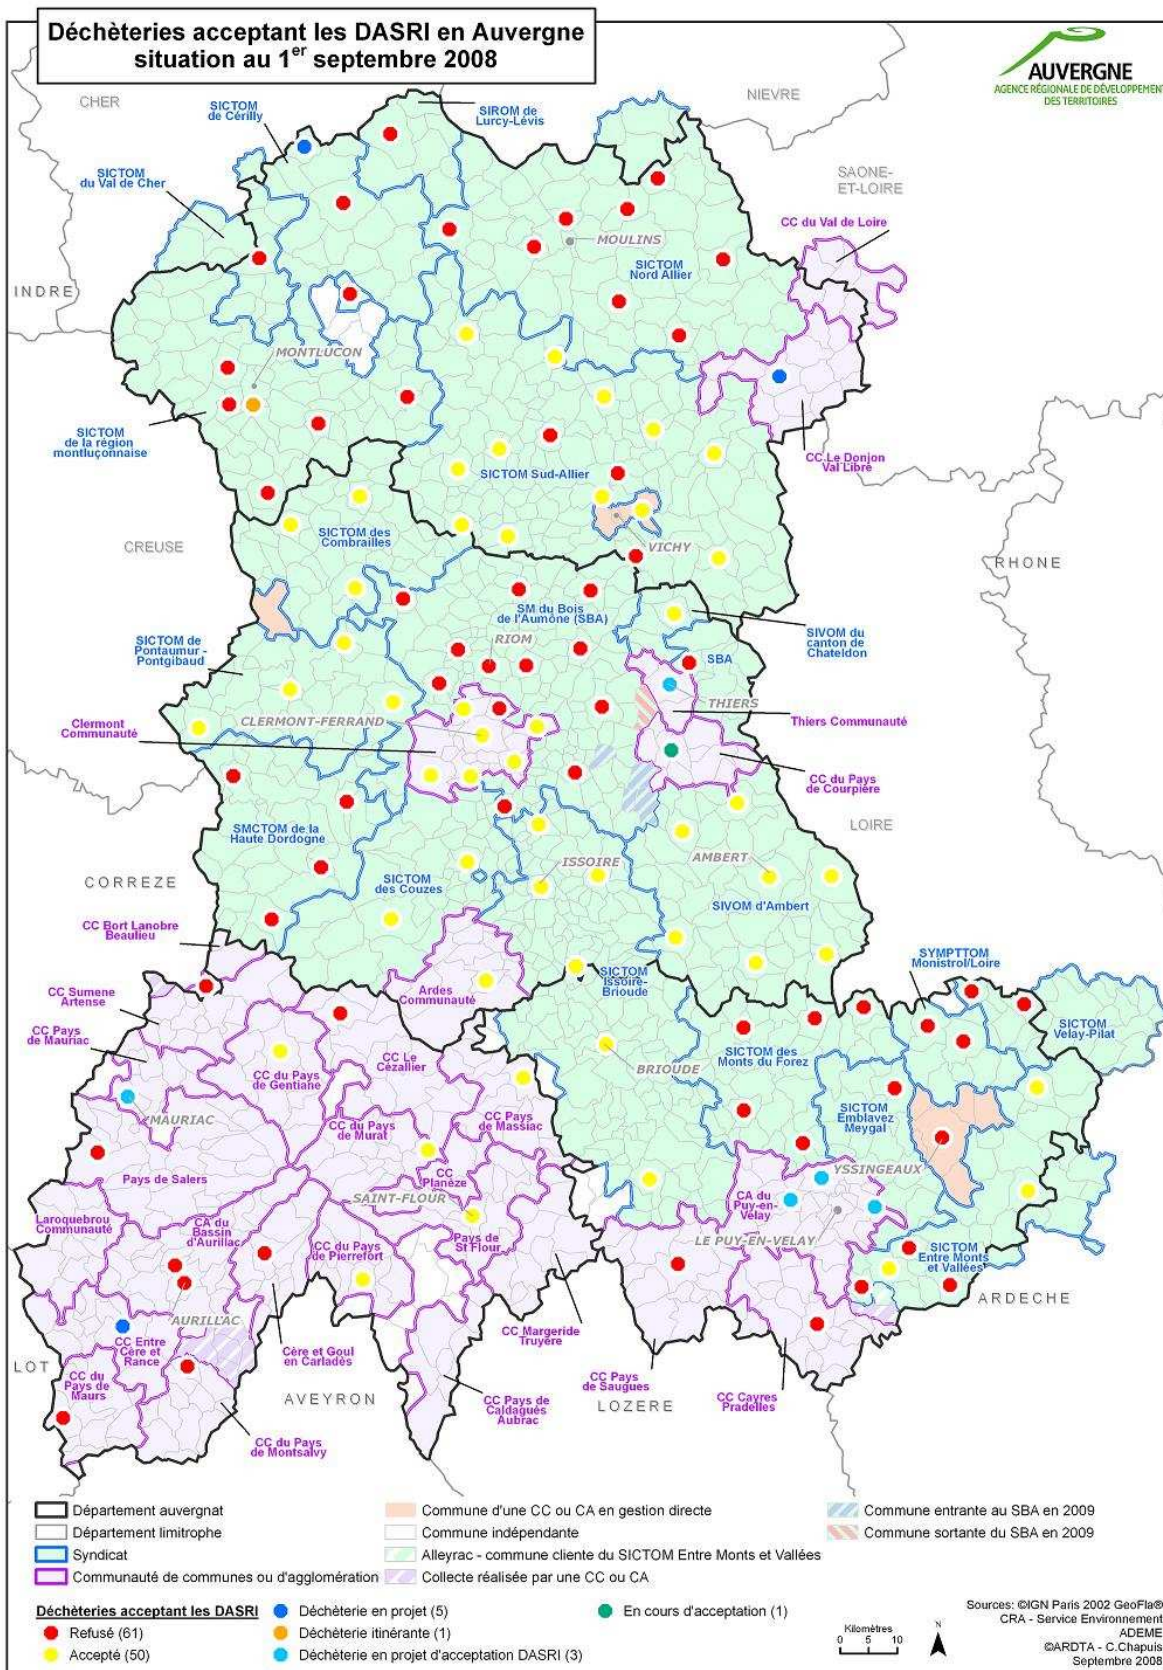 Déchèteries acceptant les DASRI en Auvergne
situation au 1er septembre 2008
AUVERGNE
AGENCE RÉGIONALE DE DÉVELOPPEMENT
DES TERRITOIRES
CHER
NIEVRE
SICTOM
de Cérilly
SIROM de
Lurcy-Lévis
SICTOM
du Val de Cher
SAONE-
ET-LOIRE
CC du Val de Loire
MOULINS
SICTOM
Nord Allier
INDRE
MONTLUCON
SICTOM
de la région
montluçonnaise
CC Le Donjon
Val Libre
SICTOM Sud-Allier
SICTOM des
Combrailles
CREUSE
VICHY
RHONE
SM du Bois
de l'Aumône (SBA)
RIOM
SICTOM de
Pontaumur -
Pontgibaud
SIVOM du
canton de
Chateldon
SBA
THIERS
Clermont
Communauté
CLERMONT-FERRAND
Thiers Communauté
CC du Pays
de Courpière
LOIRE
SMCTOM de la
Haute Dordogne
ISSOIRE
AMBERT
CORREZE
SICTOM
des Couzes
SIVOM d'Ambert
CC Bort Lanobre
Beaulieu
SYMPTTOM
Monistrol/Loire
CC Sumene
Artense
Ardes
Communauté
SICTOM
Issoire-
Brioude
CC Pays
de Mauriac
SICTOM
Velay-Pilat
CC Le
Cézallier
SICTOM des
Monts du Forez
BRIOUDE
CC du Pays
de Gentiane
MAURIAC
CC du Pays
de Murat
CC Pays
de Massiac
SICTOM
Emblavez
Meygal
YSSINGEAUX
Pays de Salers
CC
Planèze
SAINT-FLOUR
CA du
Puy-en-
Velay
Laroquebrou
Communauté
CA du
Bassin
d'Aurillac
CC du Pays
de Pierrefort
Pays de
St Flour
LE PUY-EN-VELAY
SICTOM
Entre Monts
et Vallées
ARDECHE
AURILLAC
CC Entre
Cère et
Rance
Cère et Goul
en Carladès
CC Margeride
Truyère
LOT
CC du
Pays de
Maurs
AVEYRON
CC Pays
de Saugues
LOZERE
CC Cayres
Pradelles
CC Pays de
Caldaguès
Aubrac
CC du Pays
de Montsalvy
Département auvergnat
Commune d'une CC ou CA en gestion directe
Commune entrante au SBA en 2009
Département limitrophe
Commune indépendante
Commune sortante du SBA en 2009
Syndicat
Alleyrac - commune cliente du SICTOM Entre Monts et Vallées
Communauté de communes ou d'agglomération
Collecte réalisée par une CC ou CA
Déchèteries acceptant les DASRI
Déchèterie en projet (5)
En cours d'acceptation (1)
Refusé (61)
Déchèterie itinérante (1)
Accepté (50)
Déchèterie en projet d'acceptation DASRI (3)
Kilomètres
0 5 10
N
Sources: ©IGN Paris 2002 GeoFla®
CRA - Service Environnement
ADEME
©ARDTA - C.Chapuis
Septembre 2008